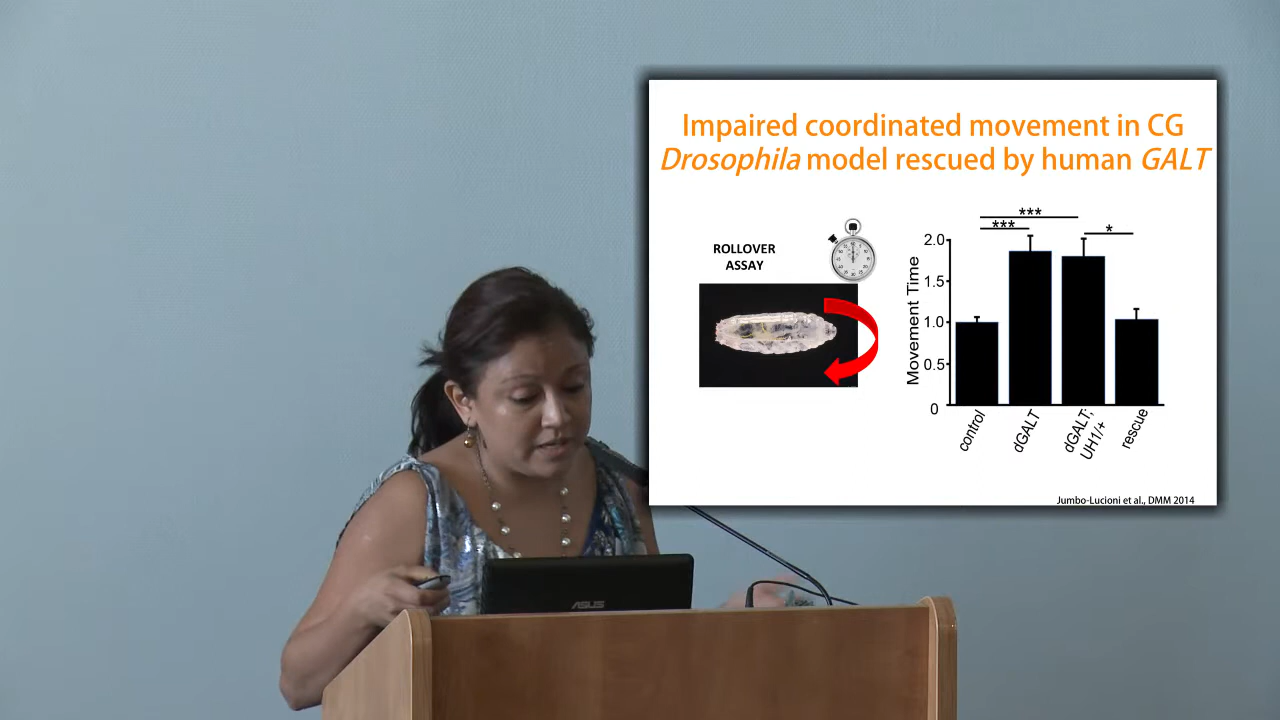 Impaired coordinated movement in CG
Drosophila model rescued by human GALT
ROLLOVER
ASSAY
***
***
*
Movement Time
2.0
1.5
1.0
0.5
0
control
dGALT
dGALT;
UH1/+
rescue
Jumbo-Lucioni et al., DMM 2014
ASUS